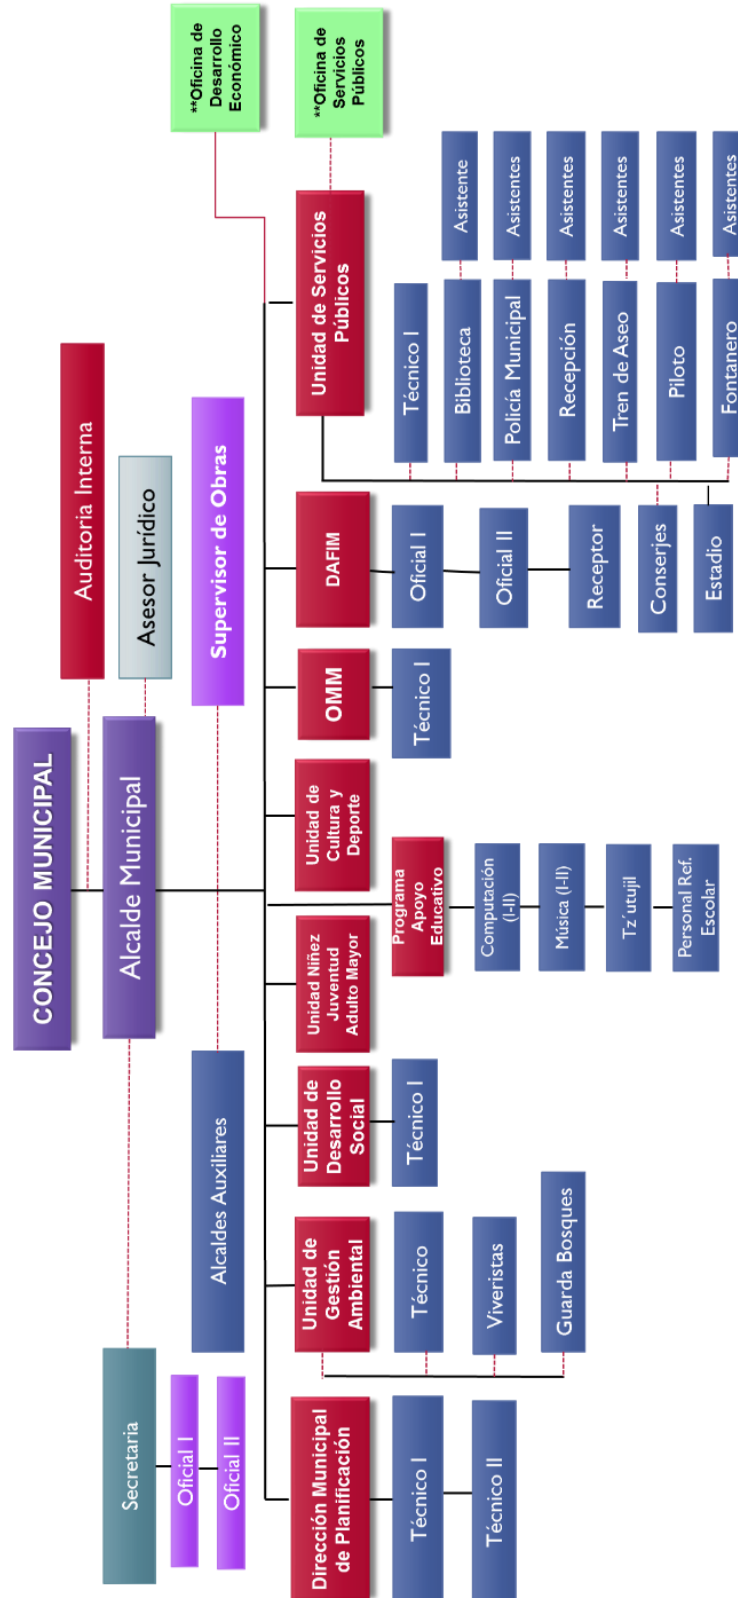 CONCEJO MUNICIPAL
Auditoria Interna
Alcalde Municipal
Asesor Jurídico
Secretaria
Oficial I
Oficial II
Alcaldes Auxiliares
Supervisor de Obras
**Oficina de
Desarrollo
Económico
**Oficina de
Servicios
Públicos
Dirección Municipal
de Planificación
Técnico I
Técnico II
Unidad de
Gestión
Ambiental
Técnico
Viveristas
Guarda Bosques
Unidad de
Desarrollo
Social
Técnico I
Unidad Niñez
Juventud
Adulto Mayor
Programa
Apoyo
Educativo
Computación
(I-II)
Música (I-II)
Tz´utujil
Personal Ref.
Escolar
Unidad de
Cultura y
Deporte
OMM
Técnico I
DAFIM
Oficial I
Oficial II
Receptor
Unidad de Servicios
Públicos
Técnico I
Biblioteca
Asistente
Policía Municipal
Asistentes
Recepción
Asistentes
Tren de Aseo
Asistentes
Piloto
Asistentes
Fontanero
Asistentes
Conserjes
Estadio